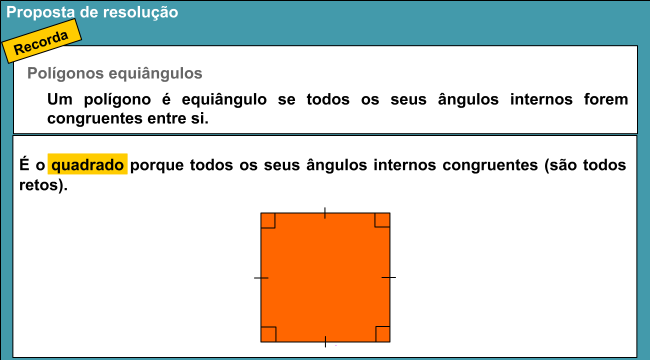 Proposta de resolução
Recorda
Polígonos equiângulos
Um polígono é equiângulo se todos os seus ângulos internos forem
congruentes entre si.
É o quadrado porque todos os seus ângulos internos congruentes (são todos
retos).